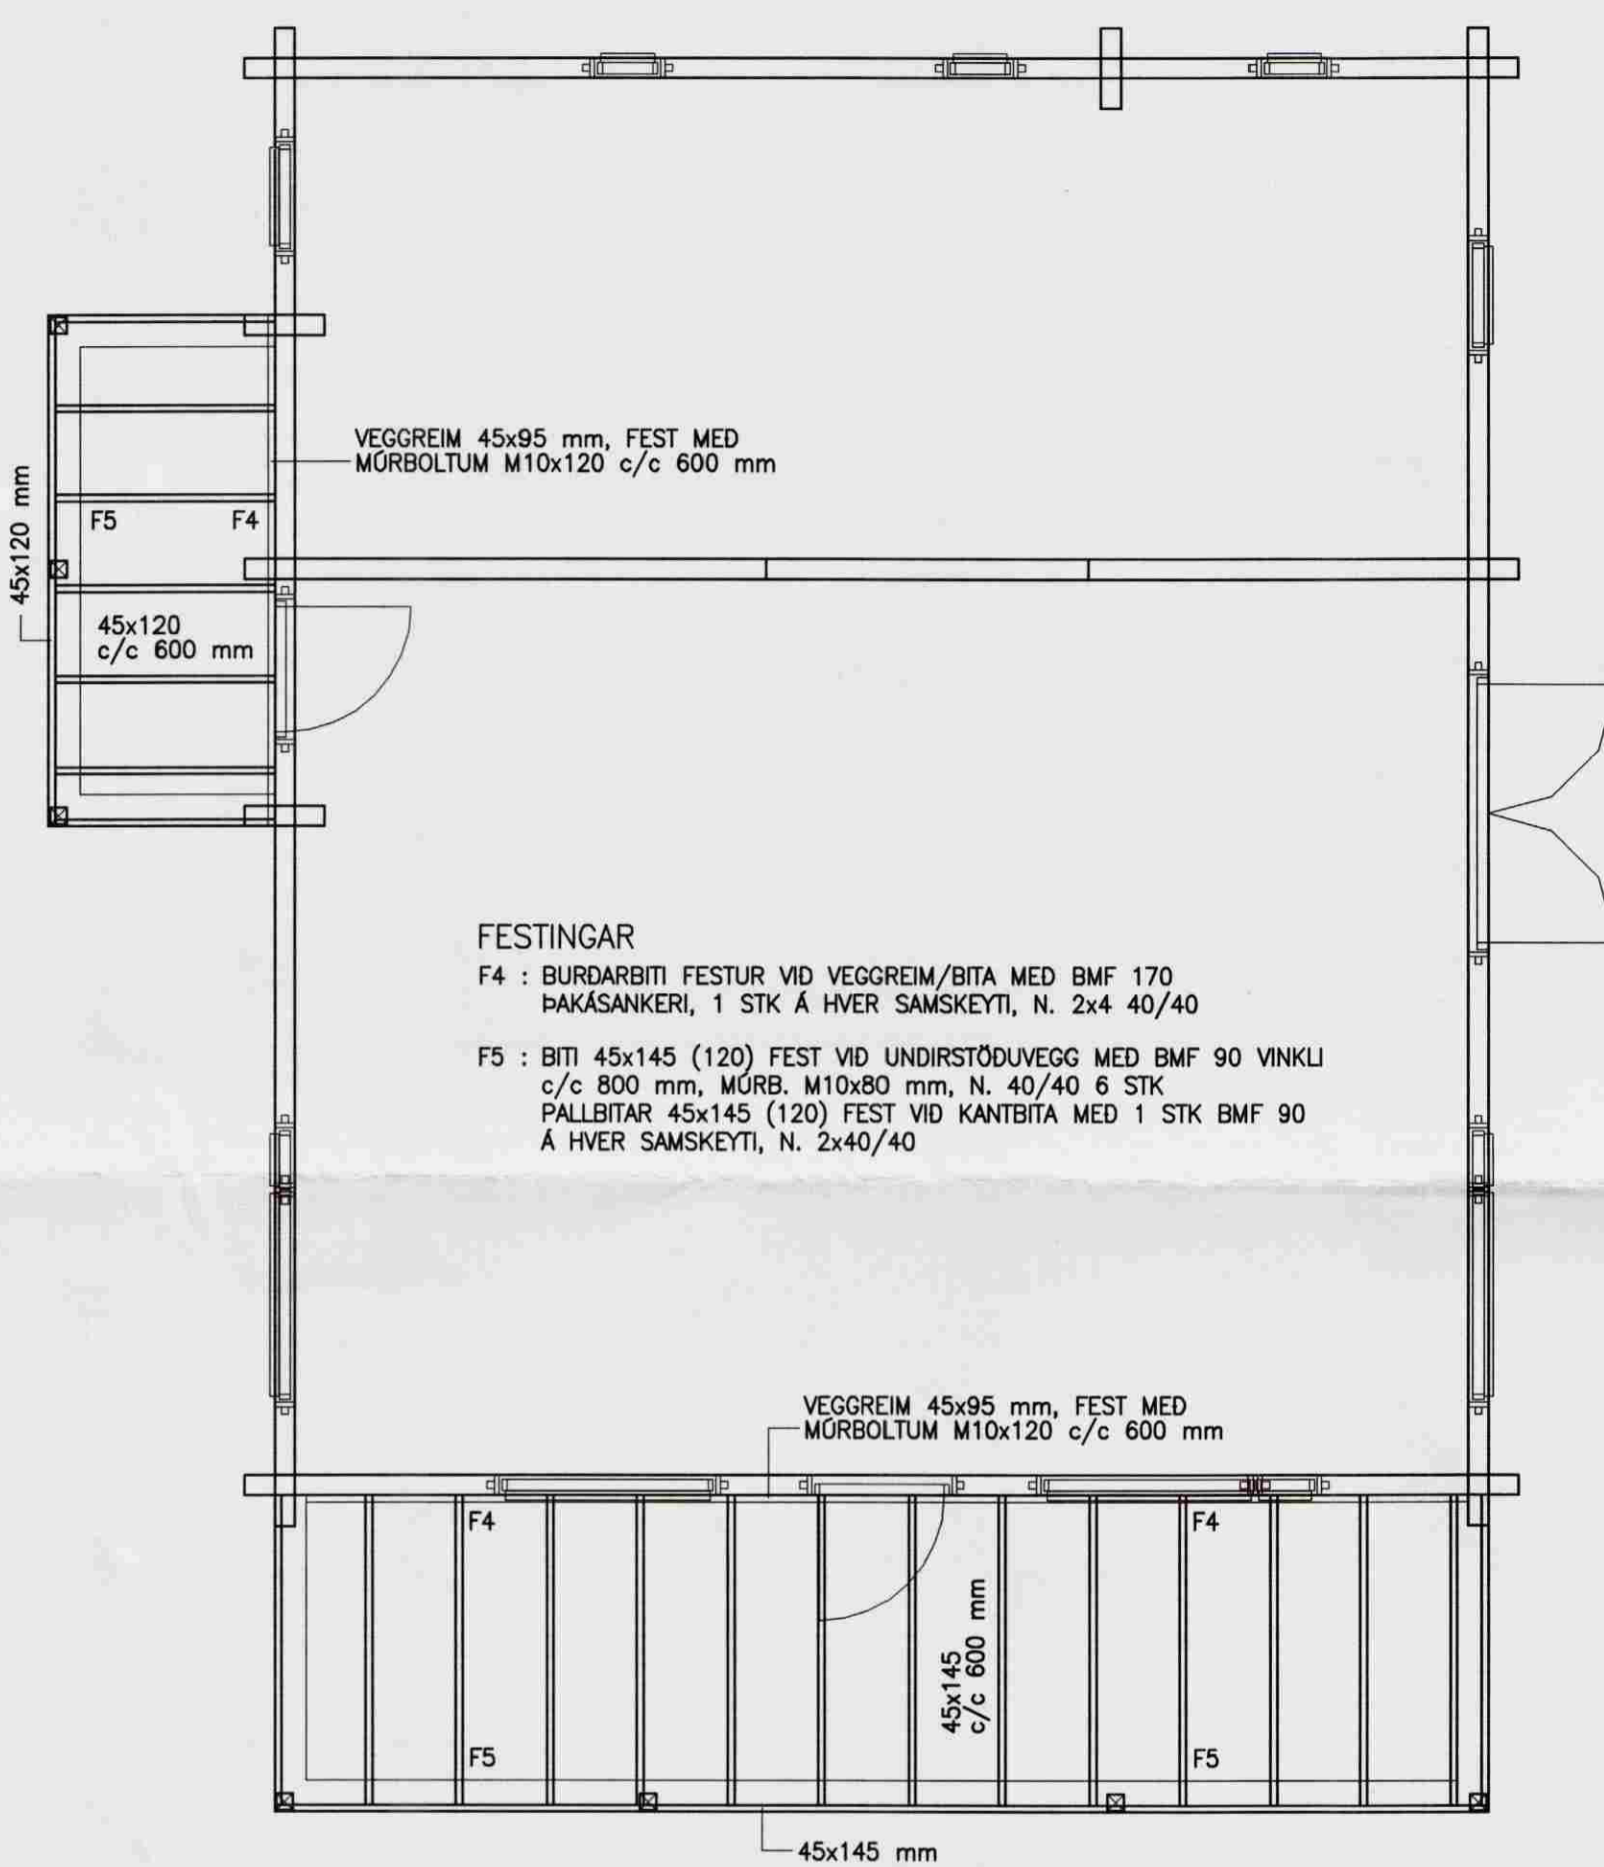 VEGGREIM 45x95 mm, FEST MEÐ
MÚRBOLTUM M10x120 c/c 600 mm
45x120 mm
F5 F4
45x120
c/c 600 mm
FESTINGAR
F4 : BURÐARBITI FESTUR VIÐ VEGGREIM/BITA MEÐ BMF 170
ÞAKÁSANKERI, 1 STK Á HVER SAMSKEYTI, N. 2x4 40/40
F5 : BITI 45x145 (120) FEST VIÐ UNDIRSTÖÐUVEGG MEÐ BMF 90 VINKLI
c/c 800 mm, MÚRB. M10x80 mm, N. 40/40 6 STK
PALLBITAR 45x145 (120) FEST VIÐ KANTBITA MEÐ 1 STK BMF 90
Á HVER SAMSKEYTI, N. 2x40/40
VEGGREIM 45x95 mm, FEST MEÐ
MÚRBOLTUM M10x120 c/c 600 mm
F4 F4
45x145
c/c 600 mm
F5 F5
45x145 mm